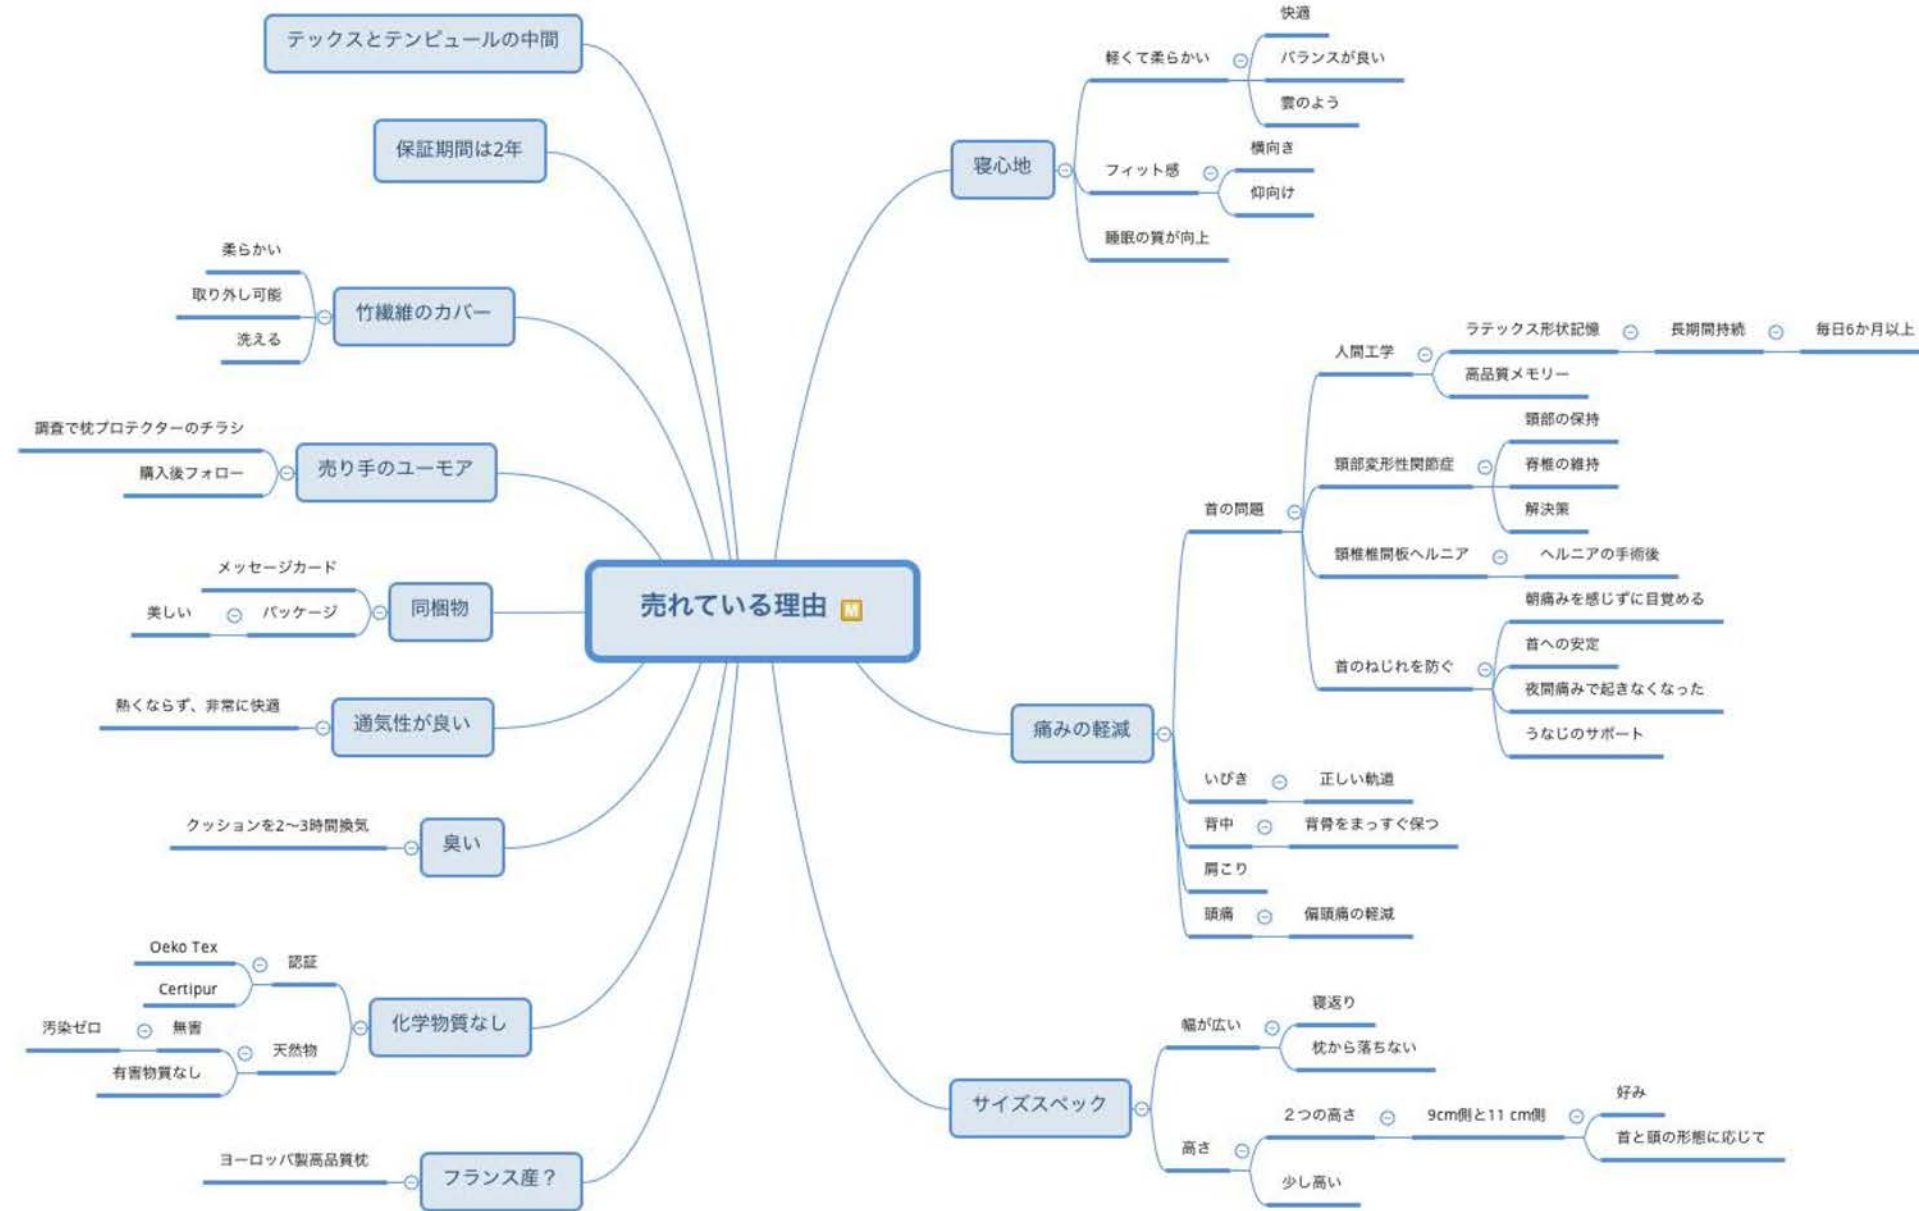 売れている理由
M
寝心地
軽くて柔らかい
快適
バランスが良い
雲のよう
フィット感
横向き
仰向け
睡眠の質が向上
痛みの軽減
首の問題
人間工学
ラテックス形状記憶
長期間持続
毎日6か月以上
高品質メモリー
頸部変形性関節症
頸部の保持
脊椎の維持
解決策
頸椎椎間板ヘルニア
ヘルニアの手術後
首のねじれを防ぐ
朝痛みを感じずに目覚める
首への安定
夜間痛みで起きなくなった
うなじのサポート
いびき
正しい軌道
背中
背骨をまっすぐ保つ
肩こり
頭痛
偏頭痛の軽減
サイズスペック
幅が広い
寝返り
枕から落ちない
高さ
２つの高さ
9cm側と11 cm側
好み
首と頭の形態に応じて
少し高い
テックスとテンピュールの中間
保証期間は2年
竹繊維のカバー
柔らかい
取り外し可能
洗える
売り手のユーモア
調査で枕プロテクターのチラシ
購入後フォロー
同梱物
メッセージカード
パッケージ
美しい
通気性が良い
熱くならず、非常に快適
臭い
クッションを2〜3時間換気
化学物質なし
認証
Oeko Tex
Certipur
天然物
無害
汚染ゼロ
有害物質なし
フランス産？
ヨーロッパ製高品質枕